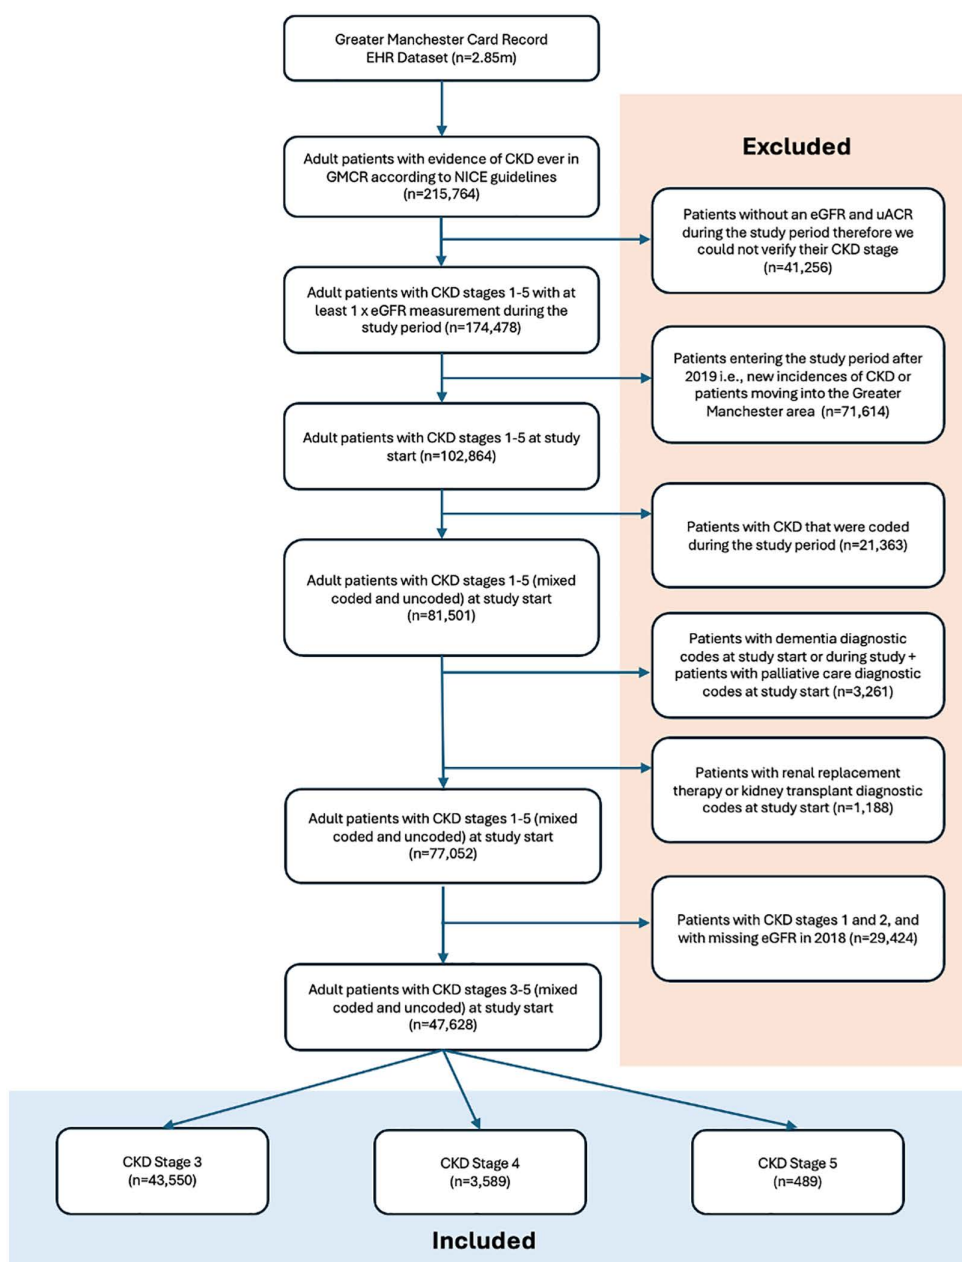 Greater Manchester Card Record
EHR Dataset (n=2.85m)
Excluded
Adult patients with evidence of CKD ever in
GMCR according to NICE guidelines
(n=215,764)
Patients without an eGFR and uACR
during the study period therefore we
could not verify their CKD stage
(n=41,256)
Adult patients with CKD stages 1-5 with at
least 1 x eGFR measurement during the
study period (n=174,478)
Patients entering the study period after
2019 i.e., new incidences of CKD or
patients moving into the Greater
Manchester area (n=71,614)
Adult patients with CKD stages 1-5 at study
start (n=102,864)
Patients with CKD that were coded
during the study period (n=21,363)
Adult patients with CKD stages 1-5 (mixed
coded and uncoded) at study start
(n=81,501)
Patients with dementia diagnostic
codes at study start or during study +
patients with palliative care diagnostic
codes at study start (n=3,261)
Patients with renal replacement
therapy or kidney transplant diagnostic
codes at study start (n=1,188)
Adult patients with CKD stages 1-5 (mixed
coded and uncoded) at study start
(n=77,052)
Patients with CKD stages 1 and 2, and
with missing eGFR in 2018 (n=29,424)
Adult patients with CKD stages 3-5 (mixed
coded and uncoded) at study start
(n=47,628)
CKD Stage 3
(n=43,550)
CKD Stage 4
(n=3,589)
CKD Stage 5
(n=489)
Included